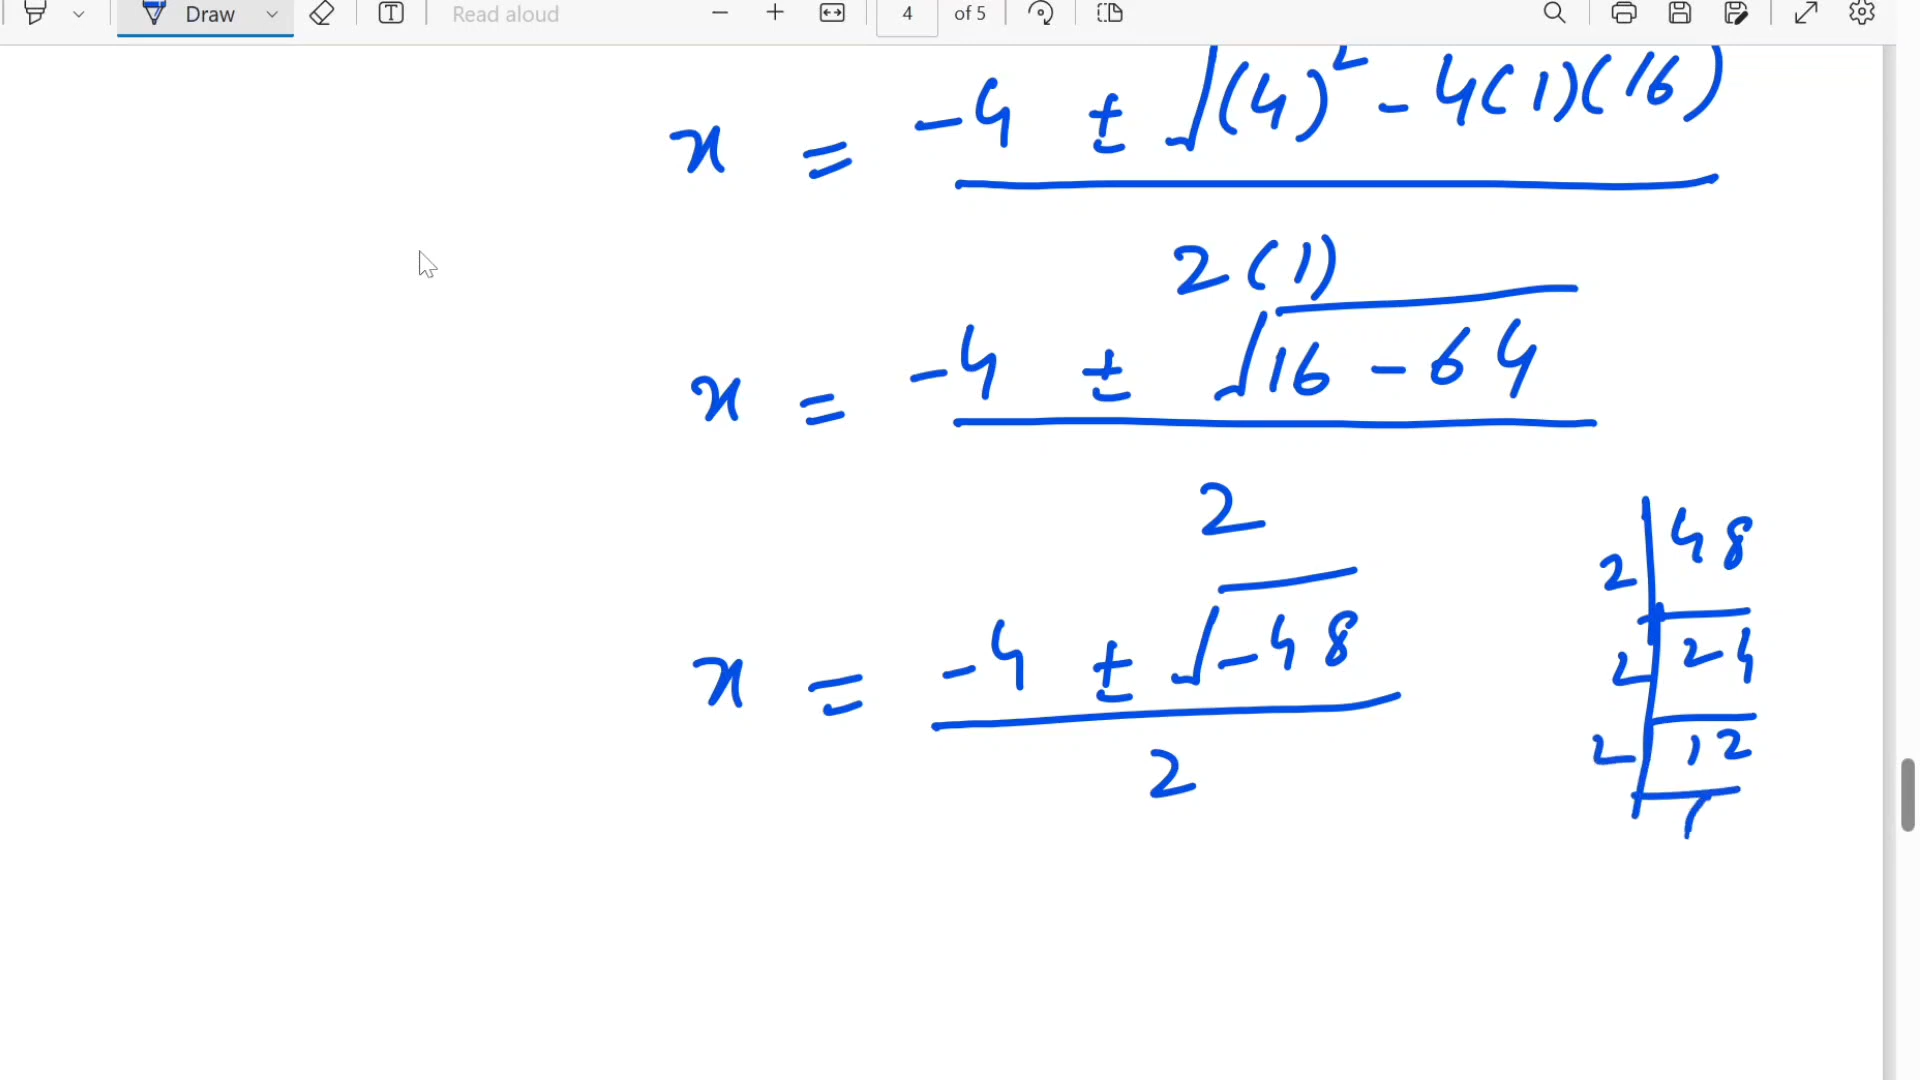 Draw Read aloud 4 of 5
x = -4 ± √(4)² - 4(1)(16)
2(1)
x = -4 ± √16 - 64
2
x = -4 ± √-48
2
2 48
2 24
2 12